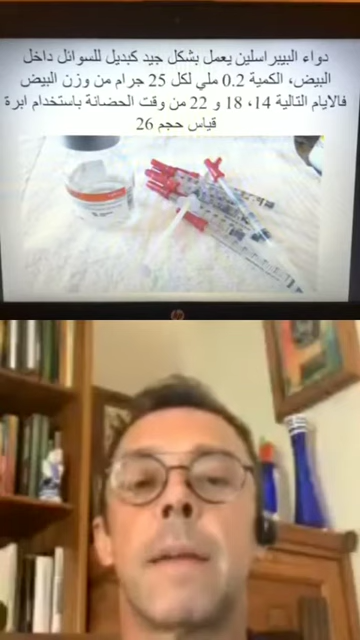 دواء البيبراسلين يعمل بشكل جيد كبديل للسوائل داخل
البيض، الكمية 0.2 ملي لكل 25 جرام من وزن البيض
فالايام التالية 14، 18 و 22 من وقت الحضانة باستخدام ابرة
قياس حجم 26
hp